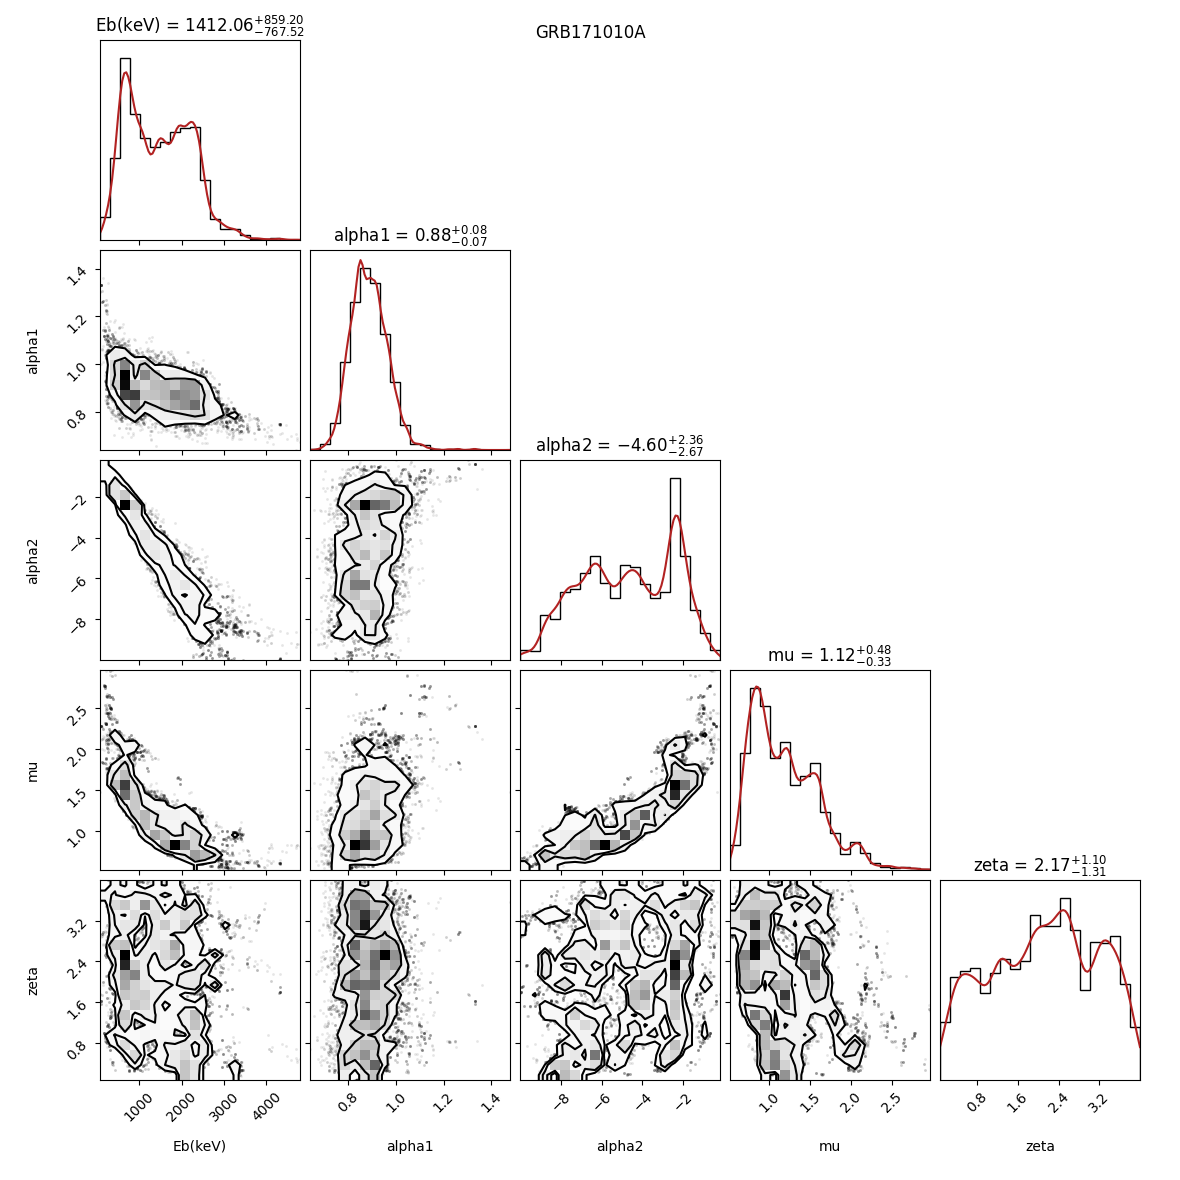 GRB171010A
Eb(keV) = 1412.06+859.20−767.52
alpha1 = 0.88+0.08−0.07
alpha1
1.4
1.2
1.0
0.8
alpha2 = −4.60+2.36−2.67
alpha2
−2
−4
−6
−8
mu = 1.12+0.48−0.33
mu
2.5
2.0
1.5
1.0
zeta = 2.17+1.10−1.31
zeta
3.2
2.4
1.6
0.8
1000 2000 3000 4000 0.8 1.0 1.2 1.4 −8 −6 −4 −2 1.0 1.5 2.0 2.5 0.8 1.6 2.4 3.2
Eb(keV) alpha1 alpha2 mu zeta